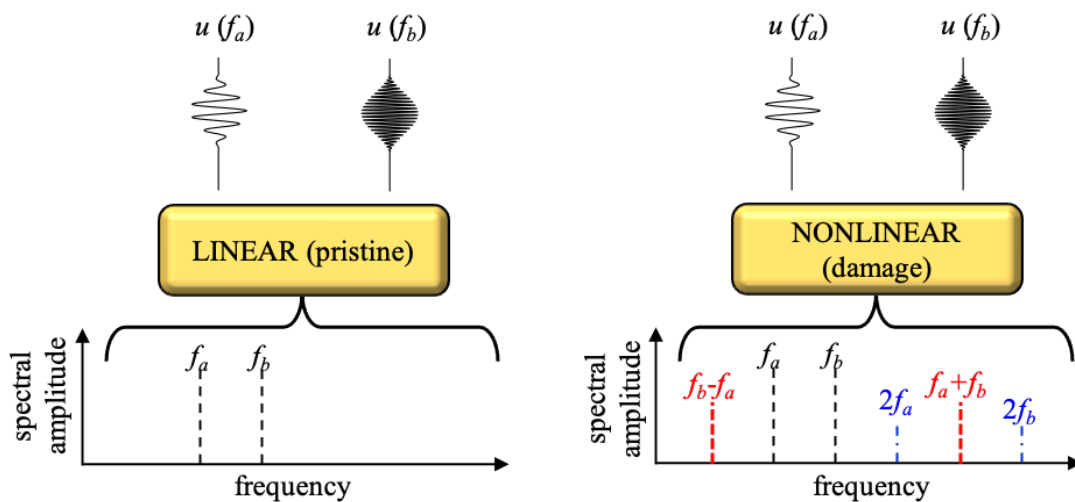 u (fa)
u (fb)
LINEAR (pristine)
spectral
amplitude
fa
fb
frequency
u (fa)
u (fb)
NONLINEAR
(damage)
spectral
amplitude
fb-fa
fa
fb
2fa
fa+fb
2fb
frequency